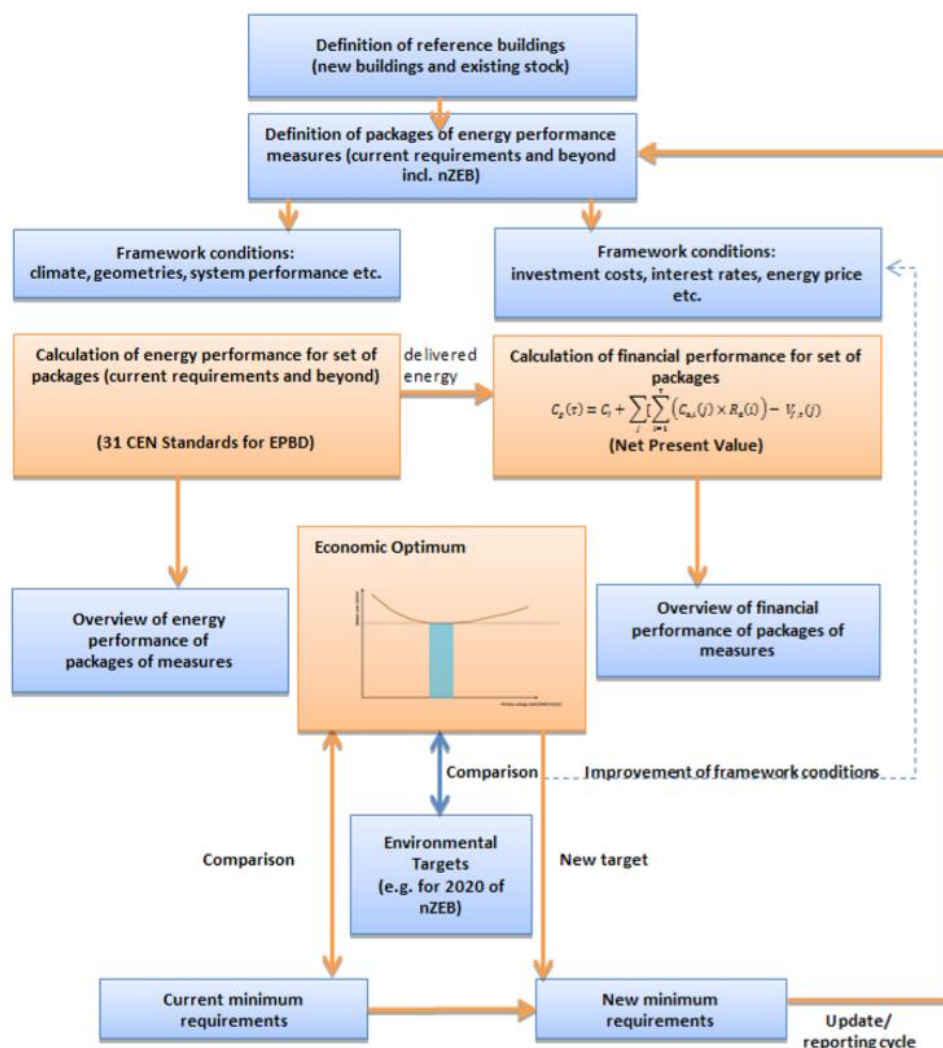 Definition of reference buildings
(new buildings and existing stock)
Definition of packages of energy performance
measures (current requirements and beyond
incl. nZEB)
Framework conditions:
climate, geometries, system performance etc.
Framework conditions:
investment costs, interest rates, energy price
etc.
Calculation of energy performance for set of
packages (current requirements and beyond)
(31 CEN Standards for EPBD)
delivered
energy
Calculation of financial performance for set of
packages
(Net Present Value)
Economic Optimum
Overview of energy
performance of
packages of measures
Overview of financial
performance of packages of
measures
Comparison
Improvement of framework conditions
Environmental
Targets
(e.g. for 2020 of
nZEB)
Comparison
New target
Current minimum
requirements
New minimum
requirements
Update/
reporting cycle